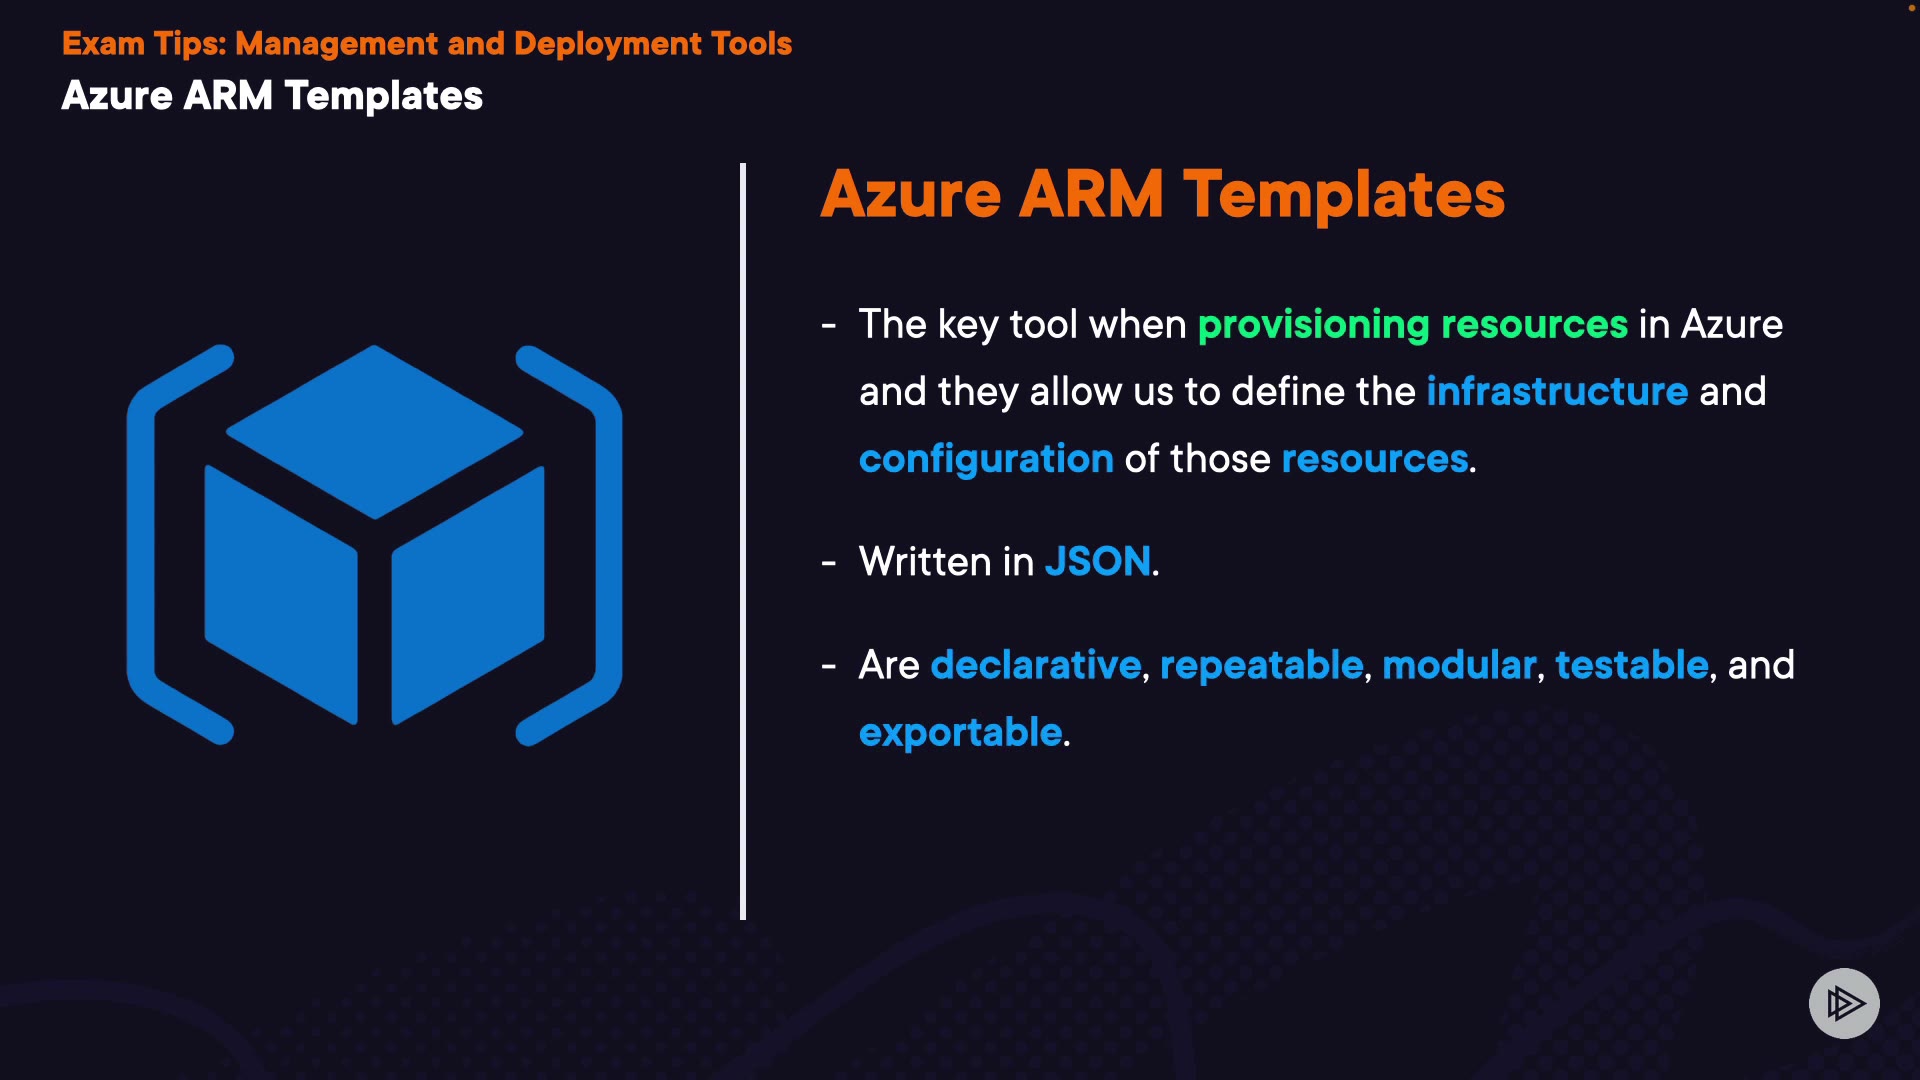 Exam Tips: Management and Deployment Tools
Azure ARM Templates
Azure ARM Templates
- The key tool when provisioning resources in Azure
and they allow us to define the infrastructure and
configuration of those resources.
- Written in JSON.
- Are declarative, repeatable, modular, testable, and
exportable.